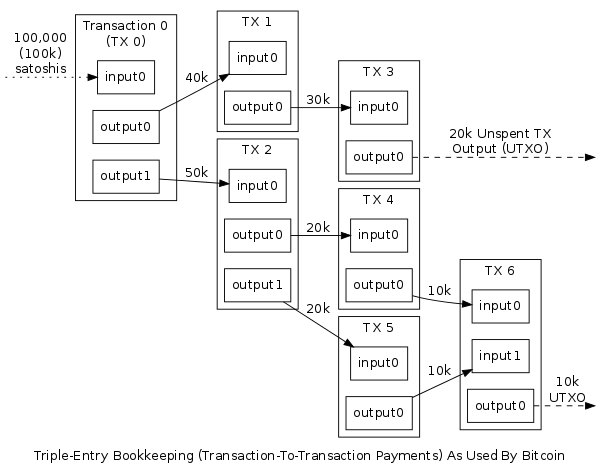 100,000
(100k)
satoshis
Transaction 0
(TX 0)
input0
output0
output1
40k
50k
TX 1
input0
output0
30k
TX 2
input0
output0
output1
20k
20k
TX 3
input0
output0
20k Unspent TX
Output (UTXO)
TX 4
input0
output0
10k
TX 5
input0
output0
10k
TX 6
input0
input1
output0
10k
UTXO
Triple-Entry Bookkeeping (Transaction-To-Transaction Payments) As Used By Bitcoin